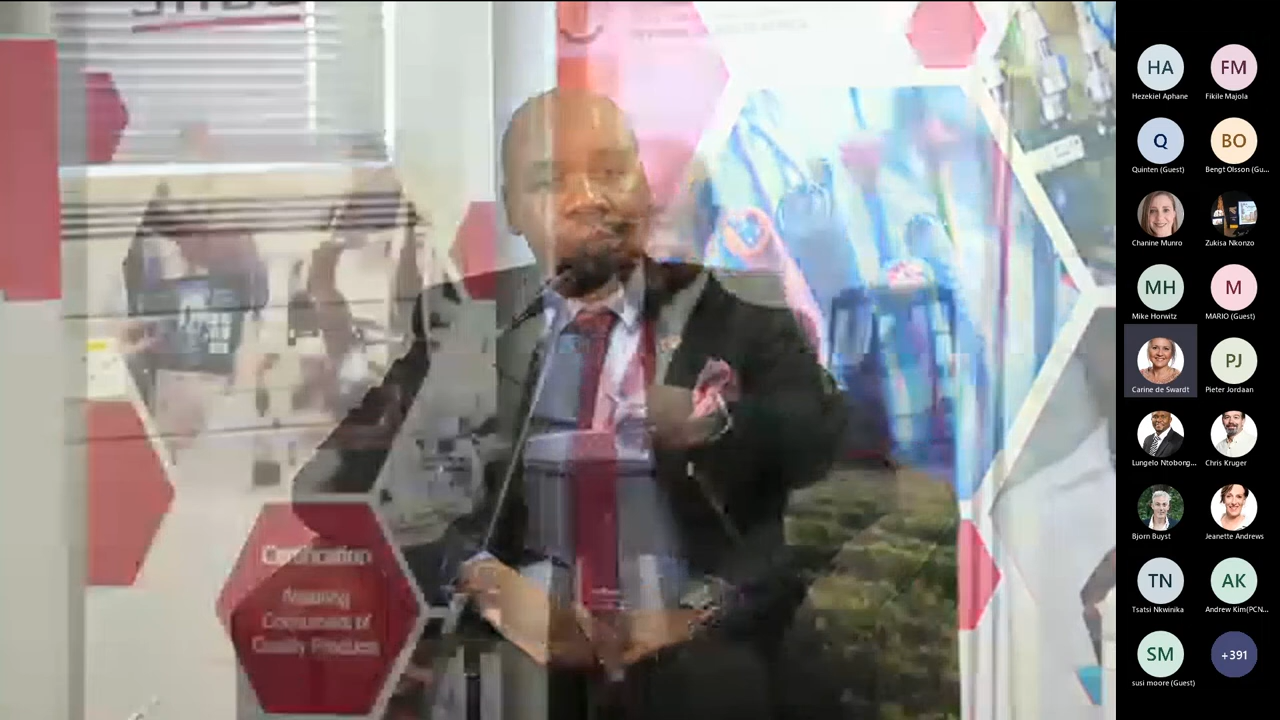 Certification
Assuring
Consumers of
Quality Products
HA
Hezekiel Aphane
FM
Fikile Majola
Q
Quinten (Guest)
BO
Bengt Olsson (Gu...
Chanine Munro
Zukisa Nkonzo
MH
Mike Horwitz
M
MARIO (Guest)
Carine de Swardt
PJ
Pieter Jordaan
Lungelo Ntobong...
Chris Kruger
Bjorn Buyst
Jeanette Andrews
TN
Tsatsi Nkwinika
AK
Andrew Kim(PCN...
SM
susi moore (Guest)
+391